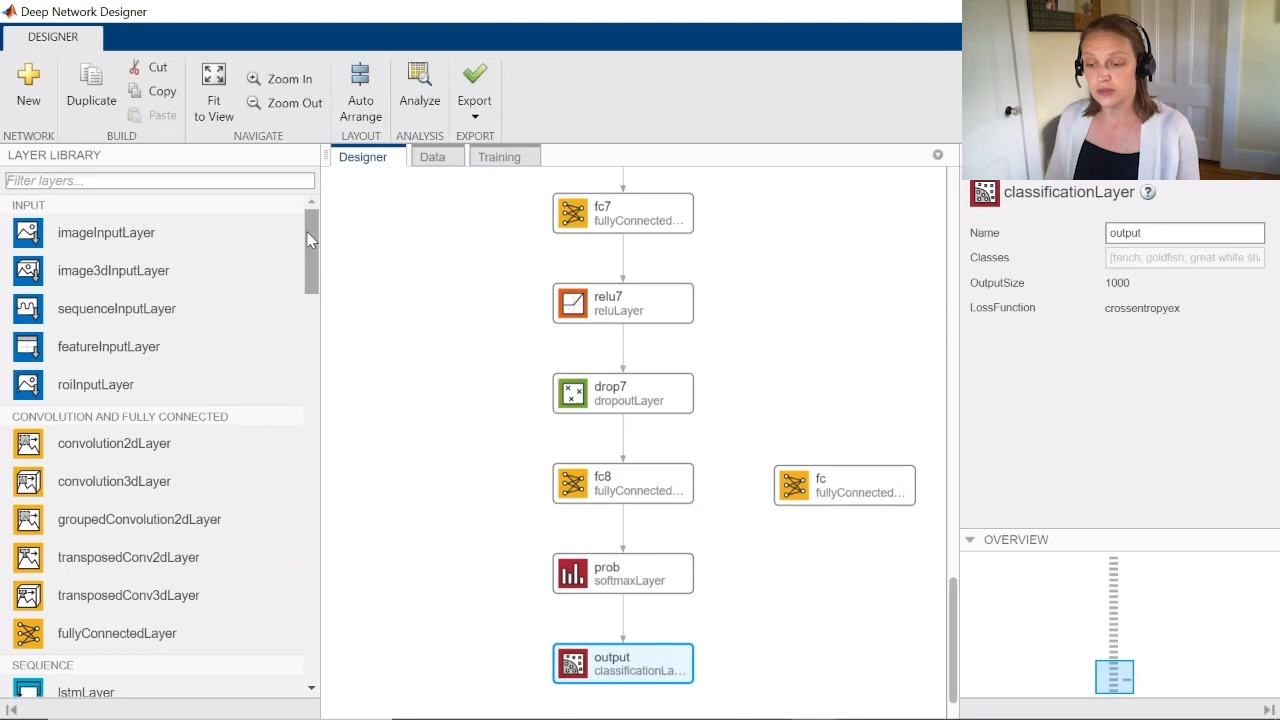 Deep Network Designer
DESIGNER
New
Duplicate
Cut
Copy
Paste
Fit
to View
Zoom In
Zoom Out
Auto
Arrange
Analyze
Export
NETWORK
BUILD
NAVIGATE
LAYOUT
ANALYSIS
EXPORT
LAYER LIBRARY
Filter layers...
INPUT
imageInputLayer
image3dInputLayer
sequenceInputLayer
featureInputLayer
roiInputLayer
CONVOLUTION AND FULLY CONNECTED
convolution2dLayer
convolution3dLayer
groupedConvolution2dLayer
transposedConv2dLayer
transposedConv3dLayer
fullyConnectedLayer
SEQUENCE
lstmLayer
Designer
Data
Training
fc7
fullyConnected...
relu7
reluLayer
drop7
dropoutLayer
fc8
fullyConnected...
fc
fullyConnected...
prob
softmaxLayer
output
classificationLa...
classificationLayer ?
Name output
Classes [tench; goldfish; great white sha
OutputSize 1000
LossFunction crossentropyex
OVERVIEW